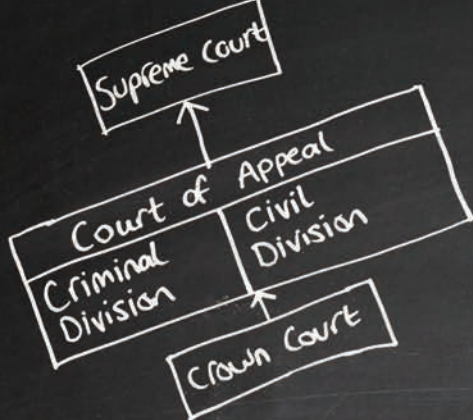 Supreme Court
Court of Appeal
Criminal
Division
Civil
Division
Crown Court